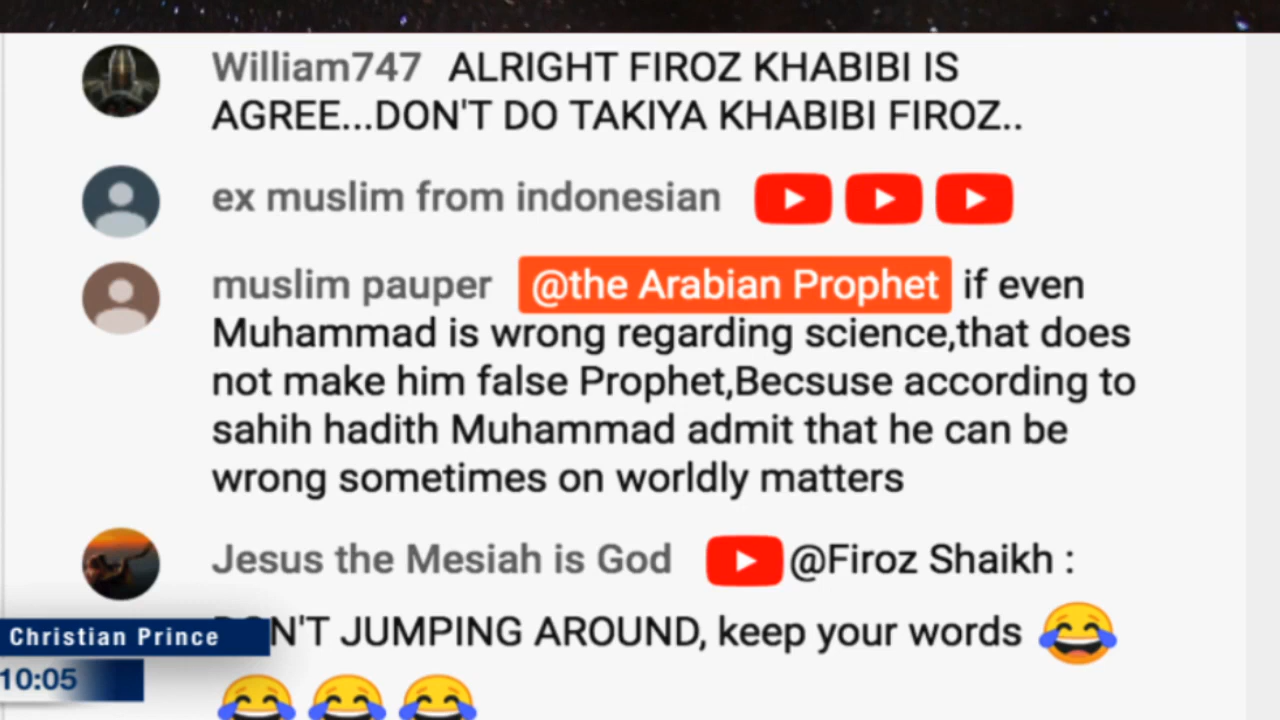 William747 ALRIGHT FIROZ KHABIBI IS
AGREE...DON'T DO TAKIYA KHABIBI FIROZ..
ex muslim from indonesian
muslim pauper @the Arabian Prophet if even
Muhammad is wrong regarding science,that does
not make him false Prophet,Becsuse according to
sahih hadith Muhammad admit that he can be
wrong sometimes on worldly matters
Jesus the Mesiah is God @Firoz Shaikh :
N'T JUMPING AROUND, keep your words 😂
😂😂😂
Christian Prince
10:05